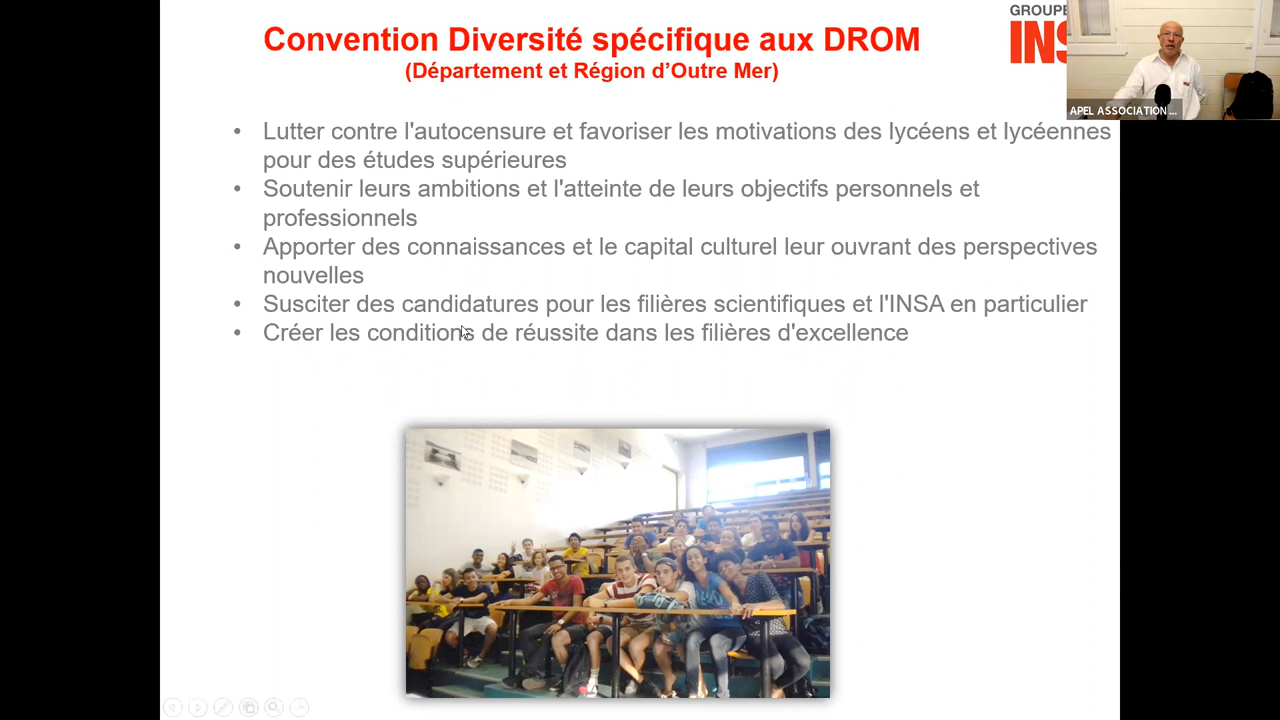 Convention Diversité spécifique aux DROM
(Département et Région d'Outre Mer)
GROUPE
INS
APEL ASSOCIATION ...
• Lutter contre l'autocensure et favoriser les motivations des lycéens et lycéennes
pour des études supérieures
• Soutenir leurs ambitions et l'atteinte de leurs objectifs personnels et
professionnels
• Apporter des connaissances et le capital culturel leur ouvrant des perspectives
nouvelles
• Susciter des candidatures pour les filières scientifiques et l'INSA en particulier
• Créer les conditions de réussite dans les filières d'excellence